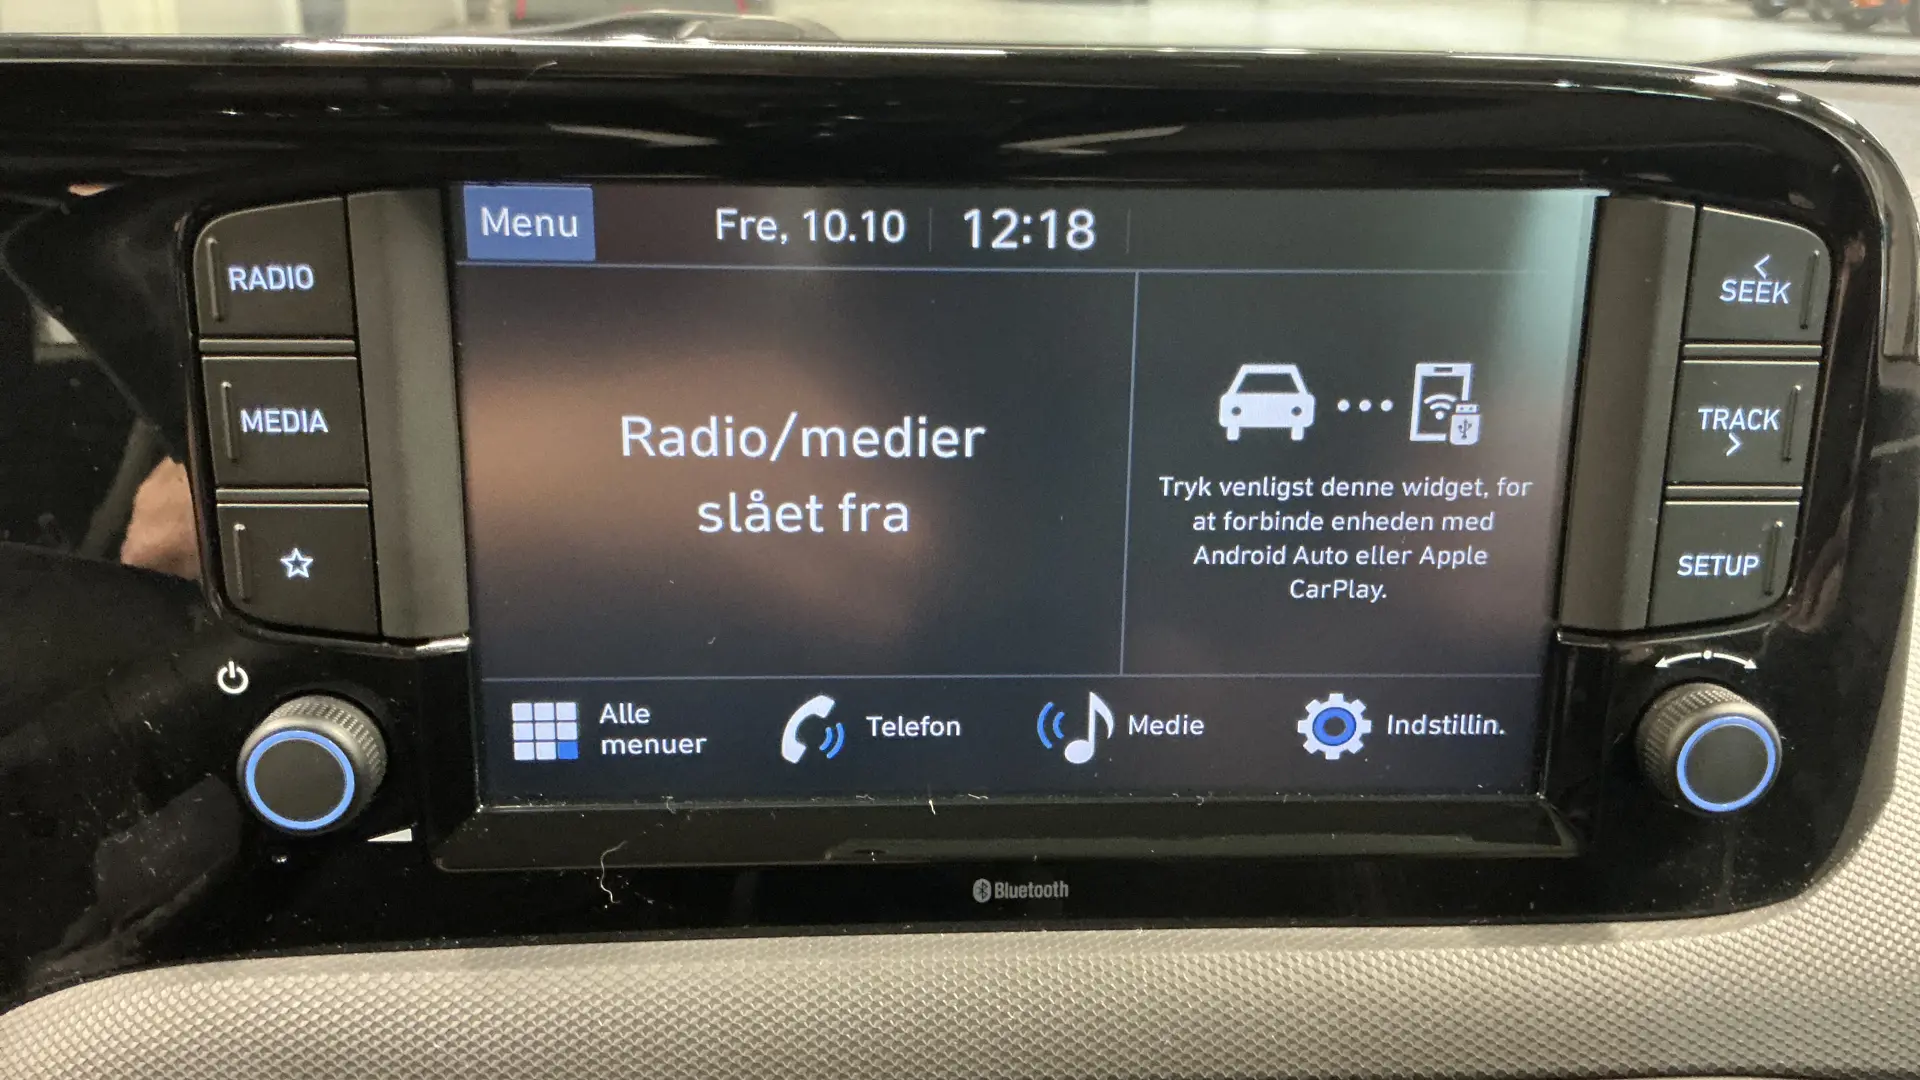 Menu
Fre, 10.10
12:18
RADIO
MEDIA
Radio/medier
slået fra
Tryk venligst denne widget, for
at forbinde enheden med
Android Auto eller Apple
CarPlay.
<
SEEK
TRACK
>
SETUP
Alle
menuer
Telefon
Medie
Indstillin.
Bluetooth